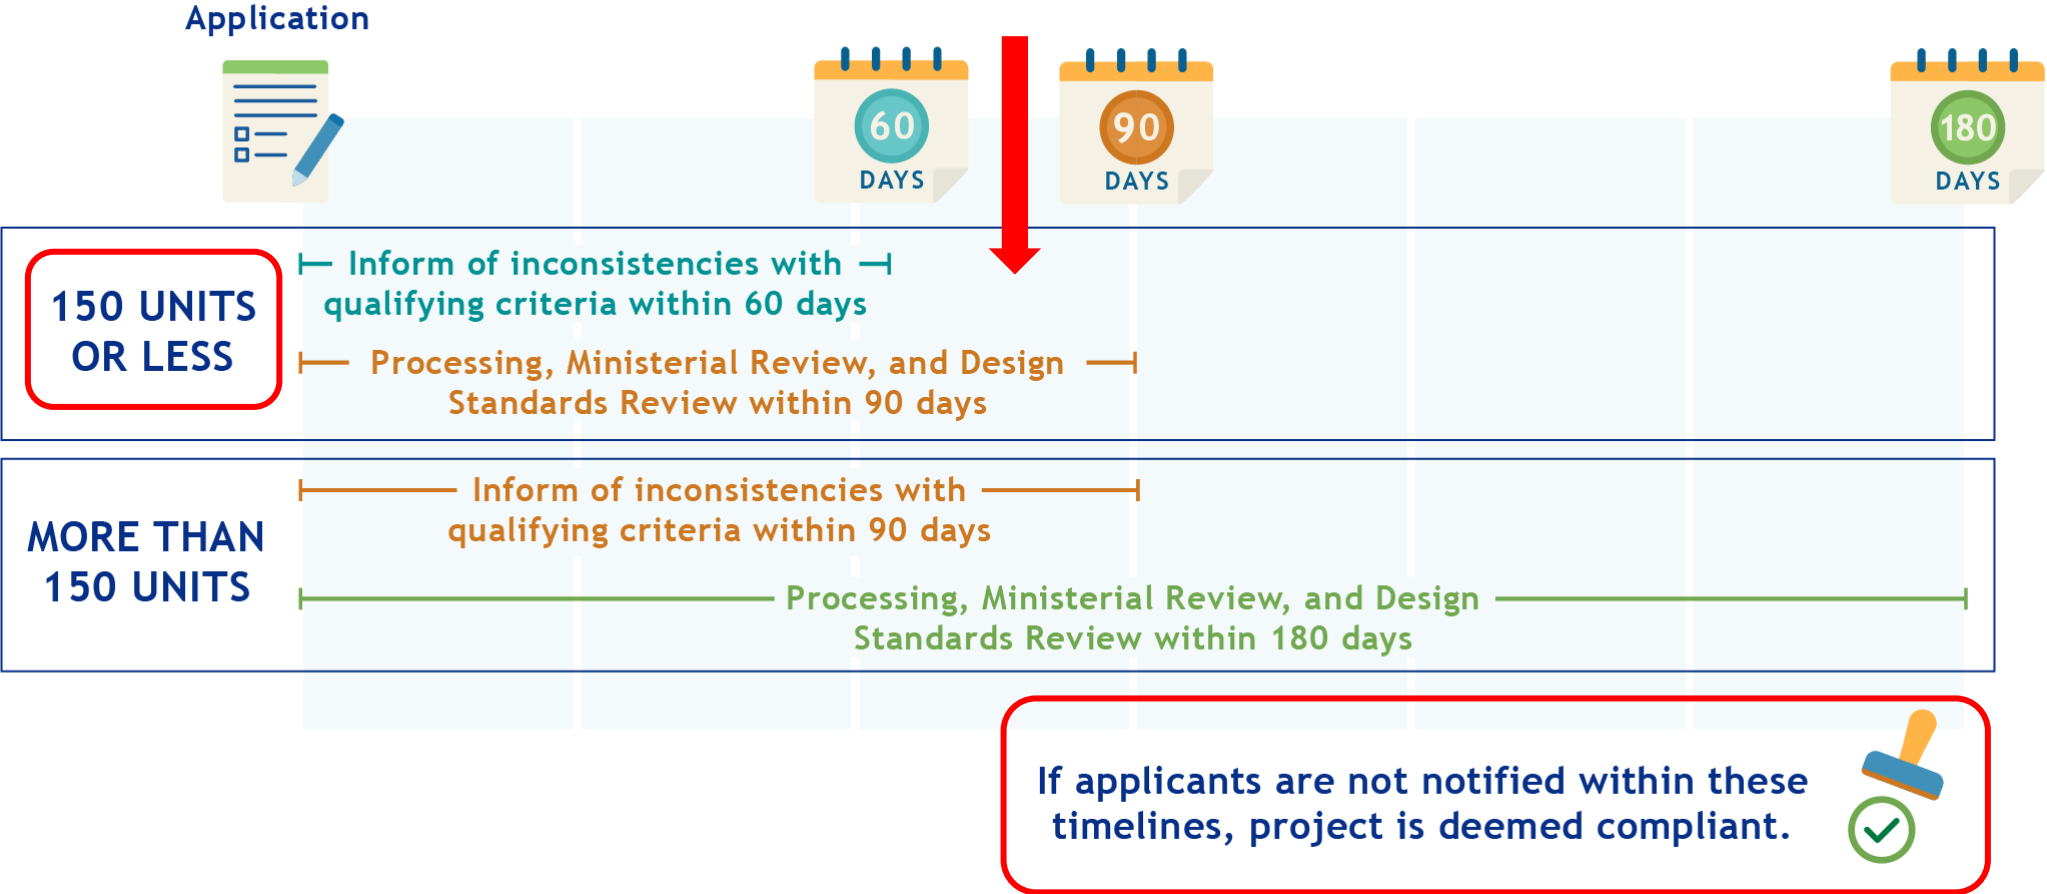 Application
60
DAYS
90
DAYS
180
DAYS
150 UNITS
OR LESS
Inform of inconsistencies with
qualifying criteria within 60 days
Processing, Ministerial Review, and Design
Standards Review within 90 days
MORE THAN
150 UNITS
Inform of inconsistencies with
qualifying criteria within 90 days
Processing, Ministerial Review, and Design
Standards Review within 180 days
If applicants are not notified within these
timelines, project is deemed compliant.